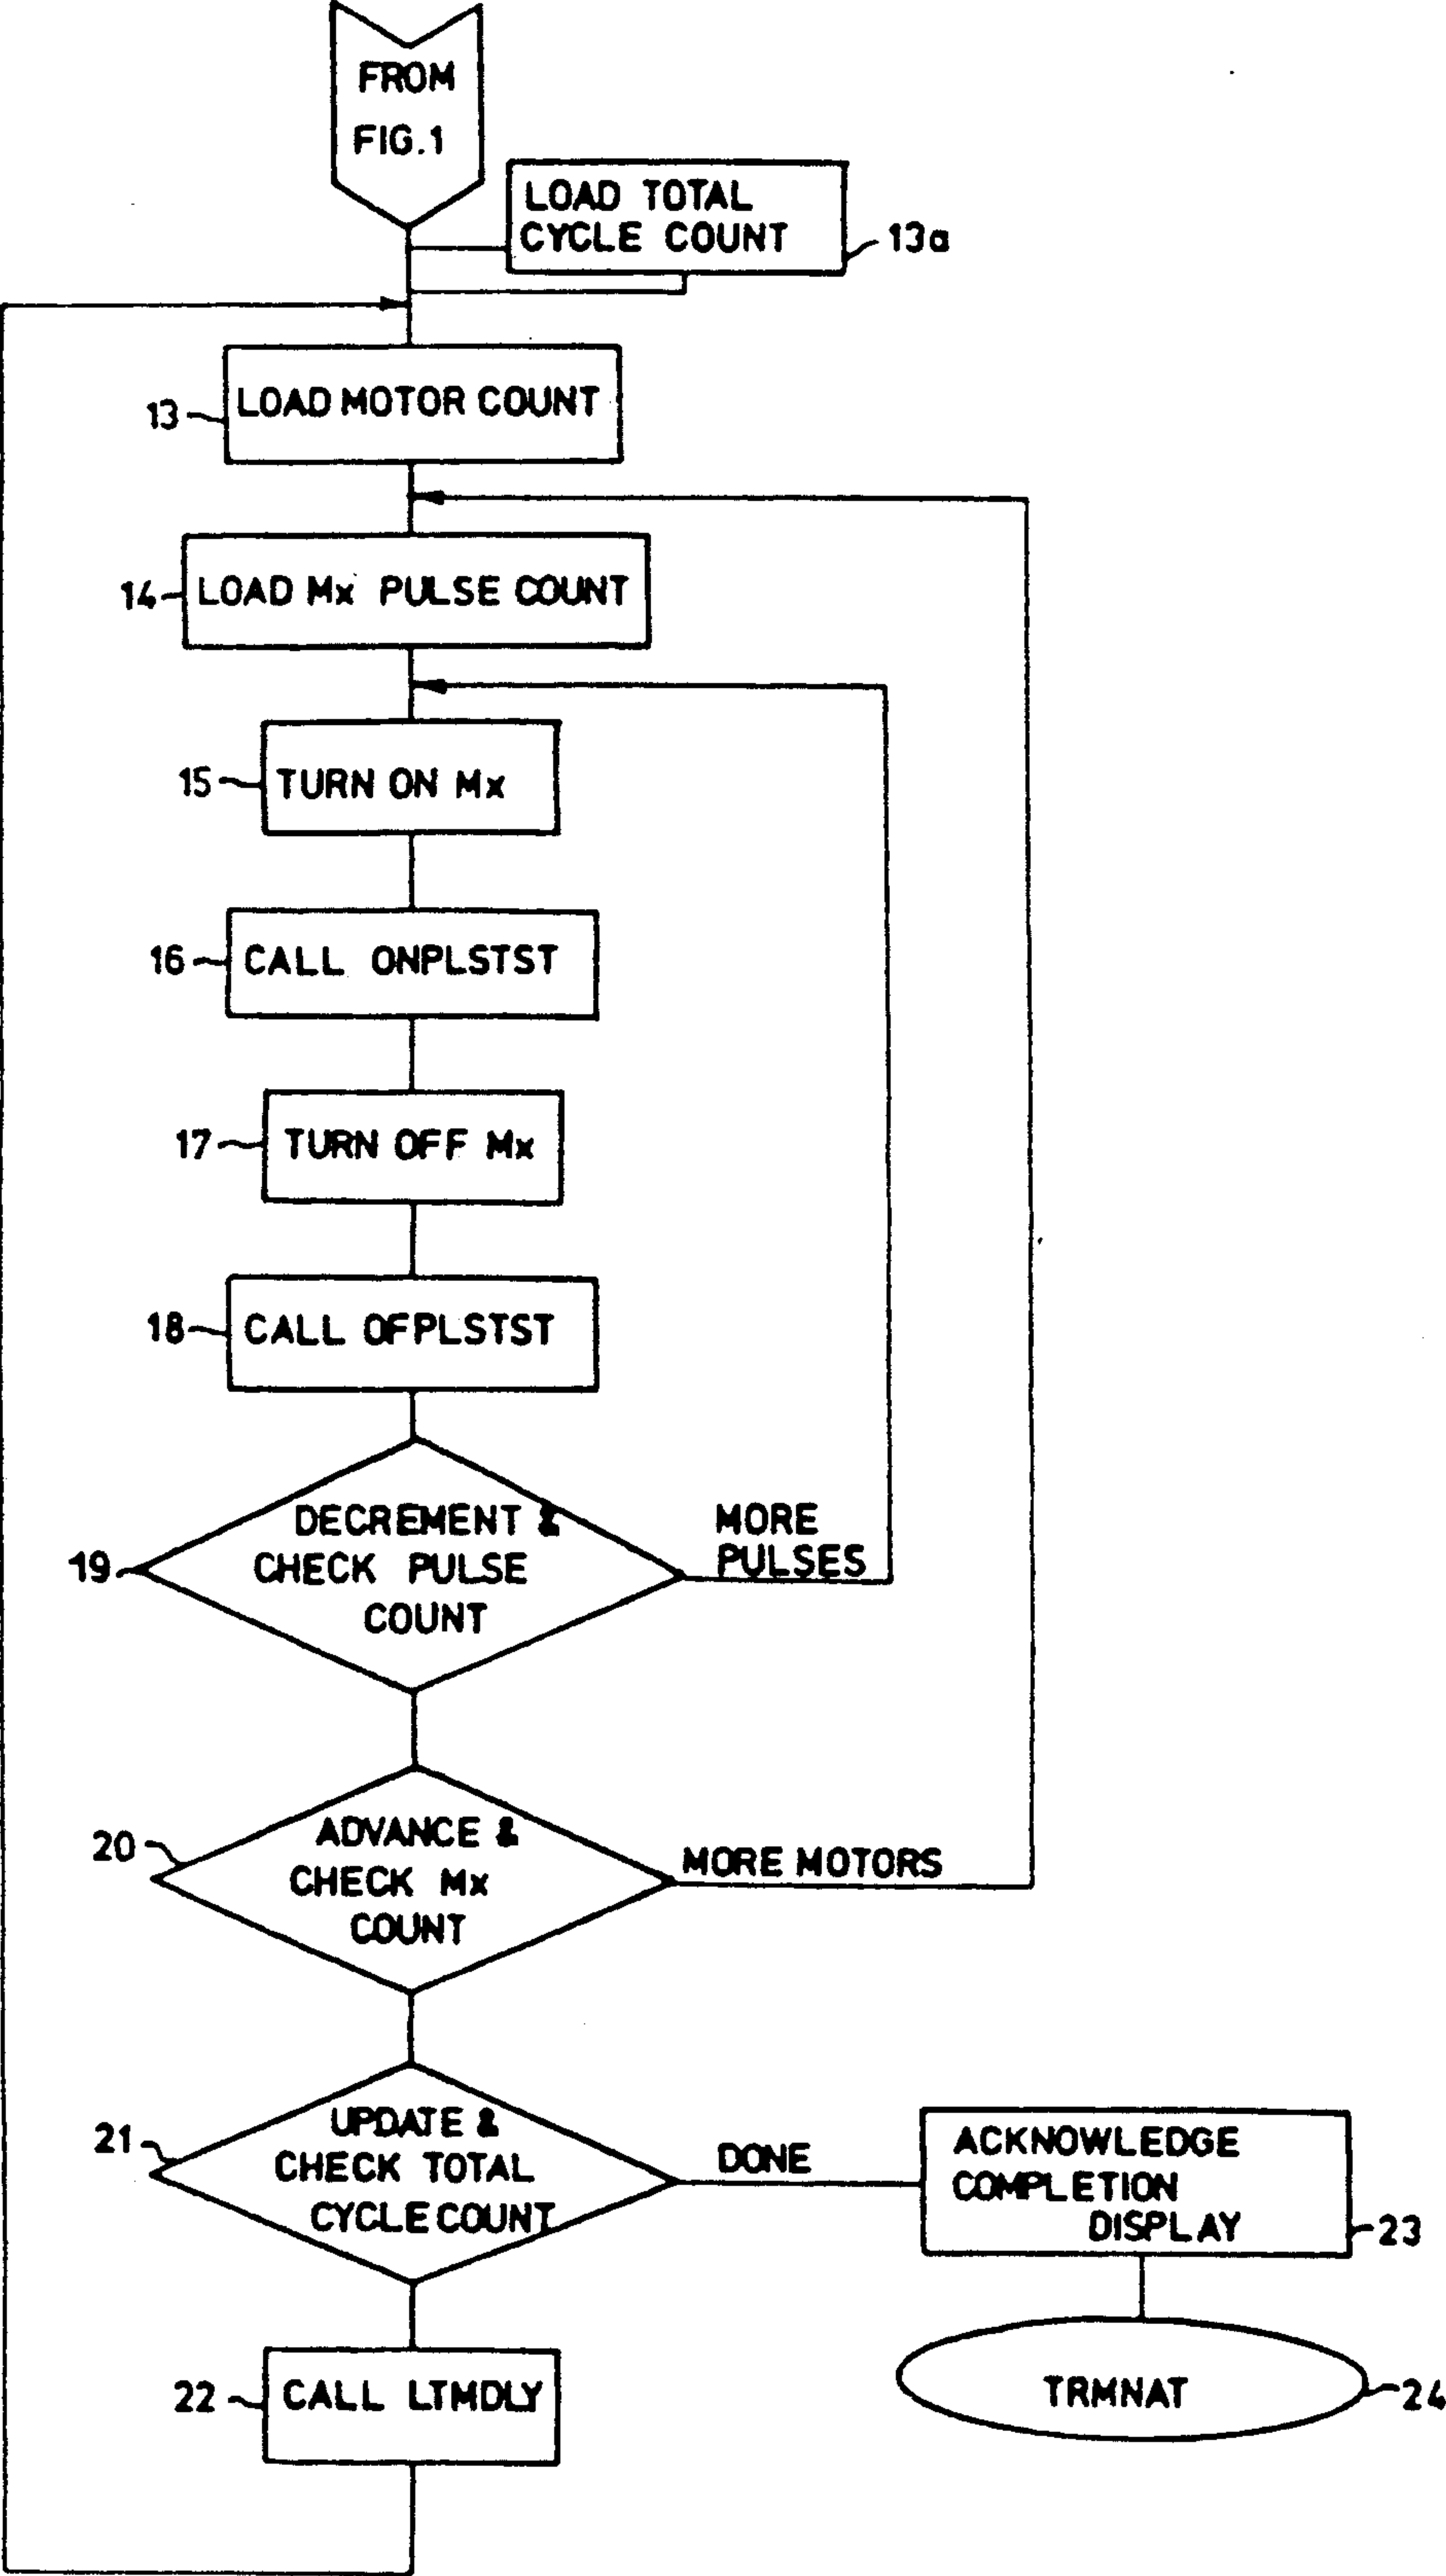 FROM
FIG.1
LOAD TOTAL
CYCLE COUNT
13a
LOAD MOTOR COUNT
13
LOAD Mx PULSE COUNT
14
TURN ON Mx
15
CALL ONPLSTST
16
TURN OFF Mx
17
CALL OFPLSTST
18
DECREMENT &
CHECK PULSE
COUNT
19
MORE
PULSES
ADVANCE &
CHECK Mx
COUNT
20
MORE MOTORS
UPDATE &
CHECK TOTAL
CYCLE COUNT
21
DONE
ACKNOWLEDGE
COMPLETION
DISPLAY
23
CALL LTMDLY
22
TRMNAT
24